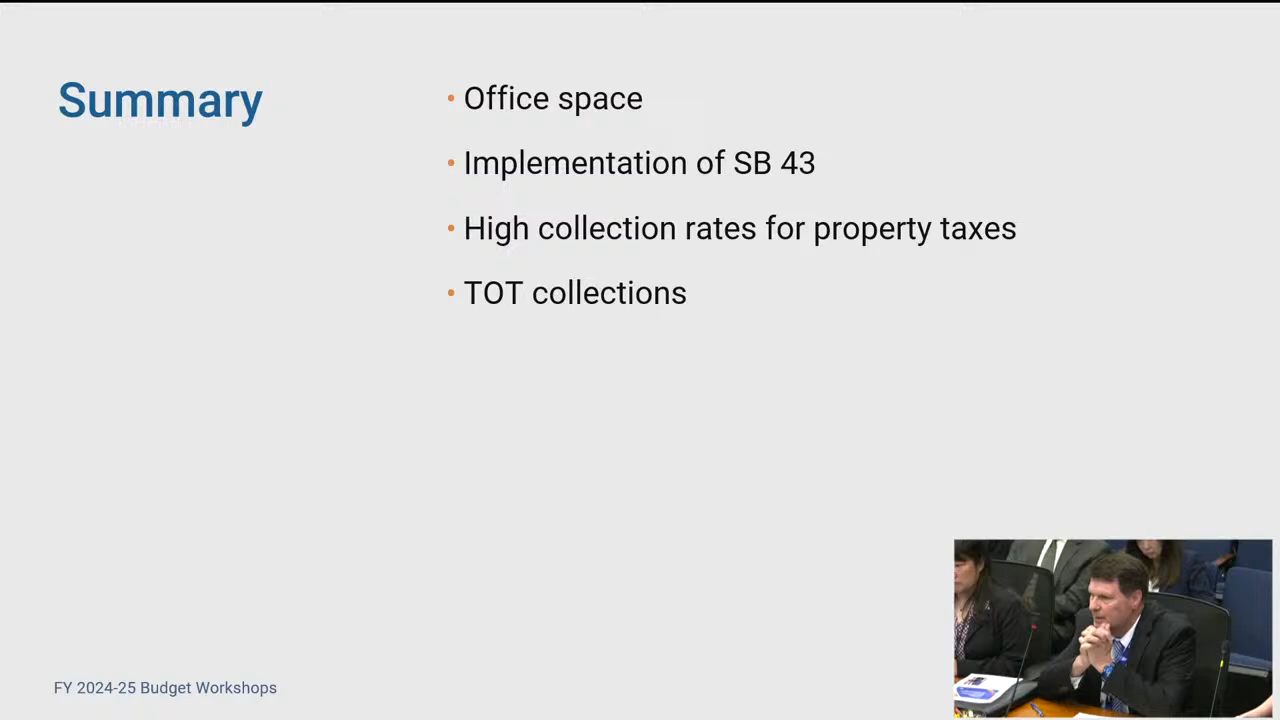 Summary
• Office space
• Implementation of SB 43
• High collection rates for property taxes
• TOT collections
FY 2024-25 Budget Workshops